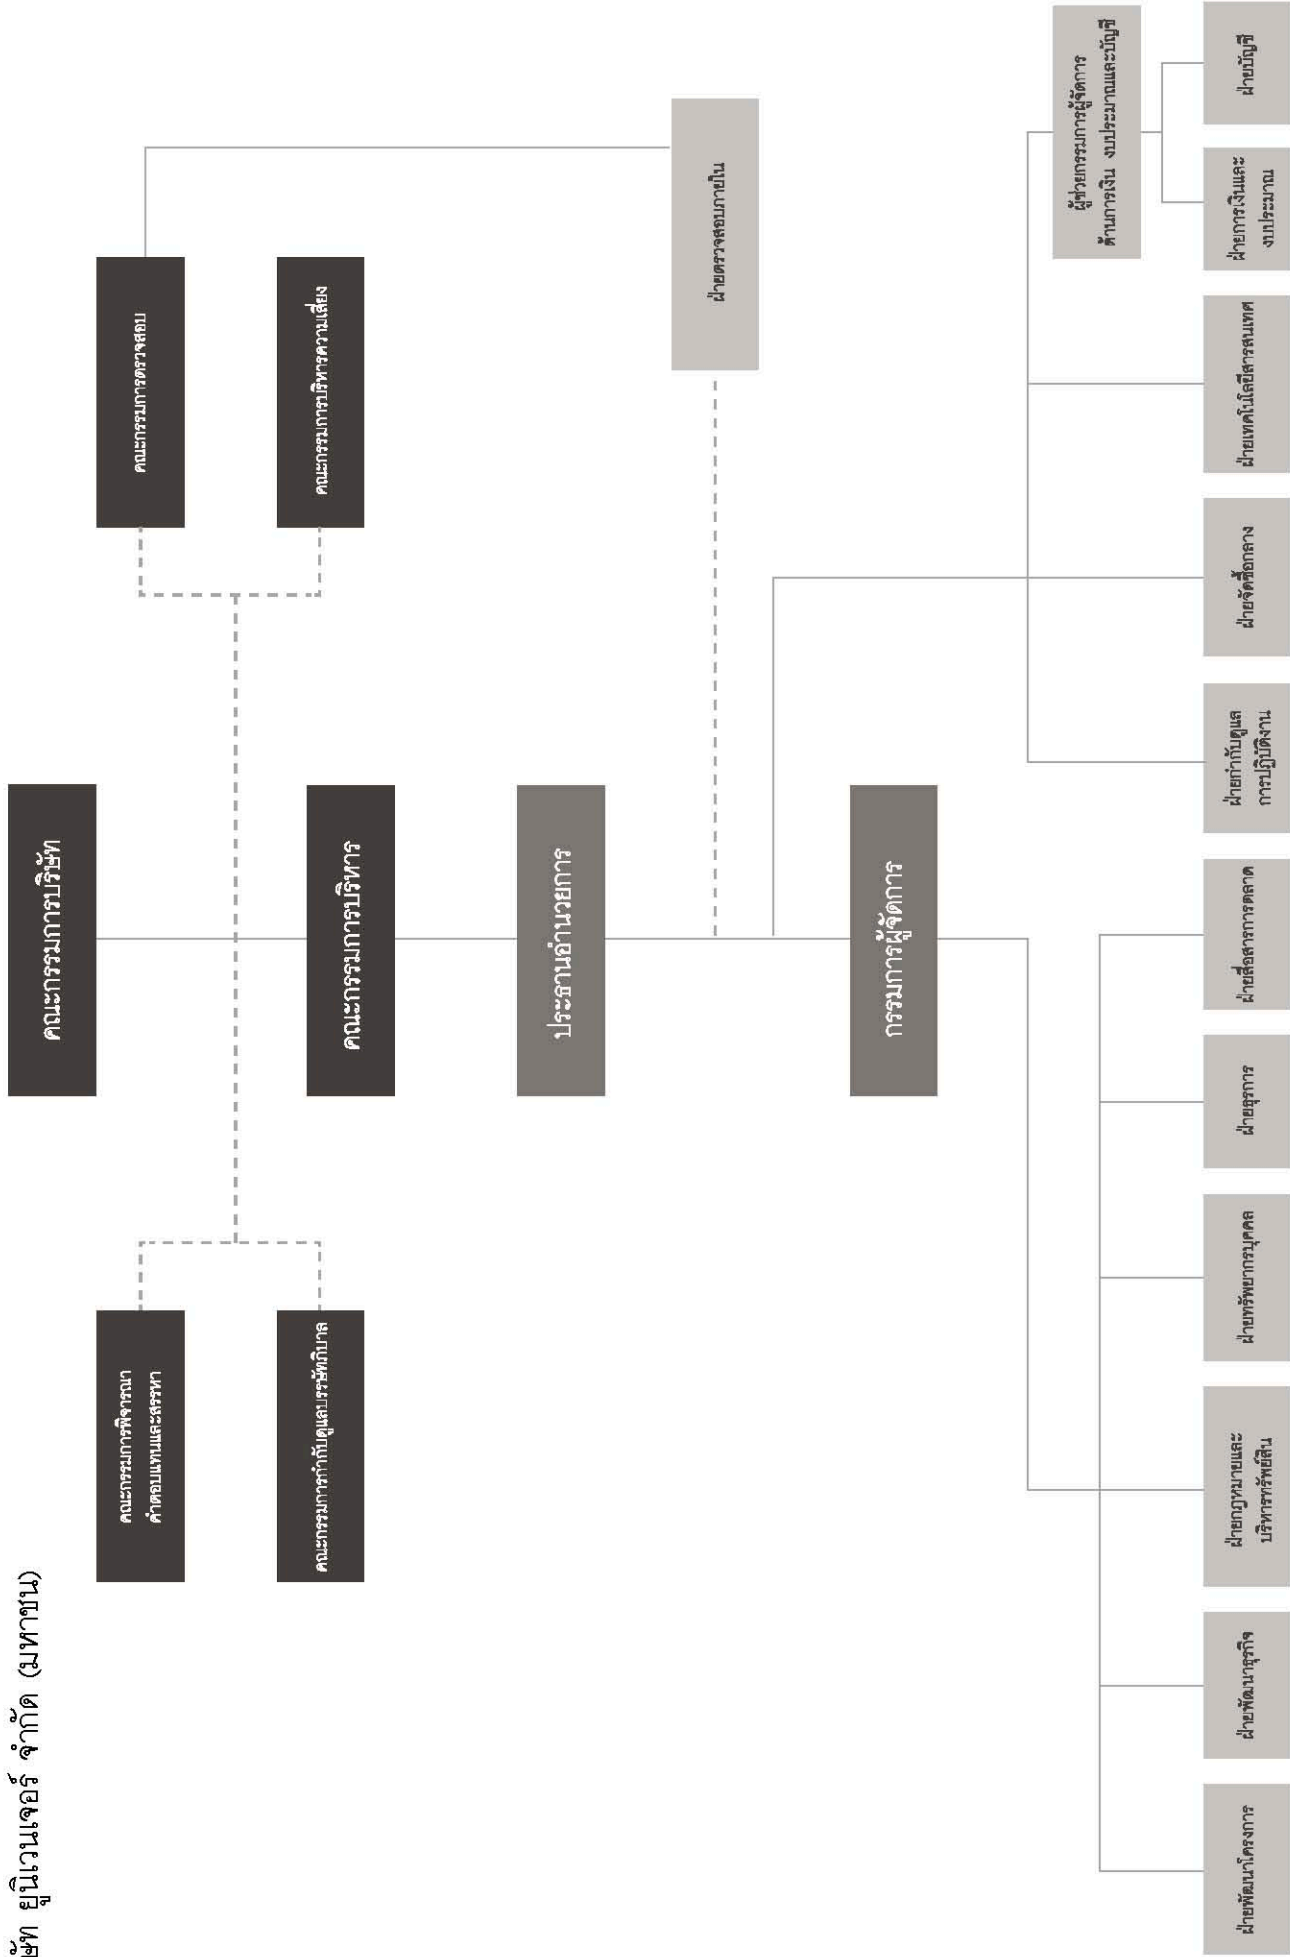 ษัท ยูนิเวนเจอร์ จำกัด (มหาชน)
คณะกรรมการบริษัท
คณะกรรมการพิจารณา
ค่าตอบแทนและสรรหา
คณะกรรมการตรวจสอบ
คณะกรรมการกำกับดูแลบรรษัทภิบาล
คณะกรรมการบริหาร
คณะกรรมการบริหารความเสี่ยง
ประธานอำนวยการ
ฝ่ายตรวจสอบภายใน
กรรมการผู้จัดการ
ผู้ช่วยกรรมการผู้จัดการ
ด้านการเงิน งบประมาณและบัญชี
ฝ่ายพัฒนาโครงการ
ฝ่ายพัฒนาธุรกิจ
ฝ่ายกฎหมายและ
บริหารทรัพย์สิน
ฝ่ายทรัพยากรบุคคล
ฝ่ายธุรการ
ฝ่ายสื่อสารการตลาด
ฝ่ายกำกับดูแล
การปฏิบัติงาน
ฝ่ายจัดซื้อกลาง
ฝ่ายเทคโนโลยีสารสนเทศ
ฝ่ายการเงินและ
งบประมาณ
ฝ่ายบัญชี